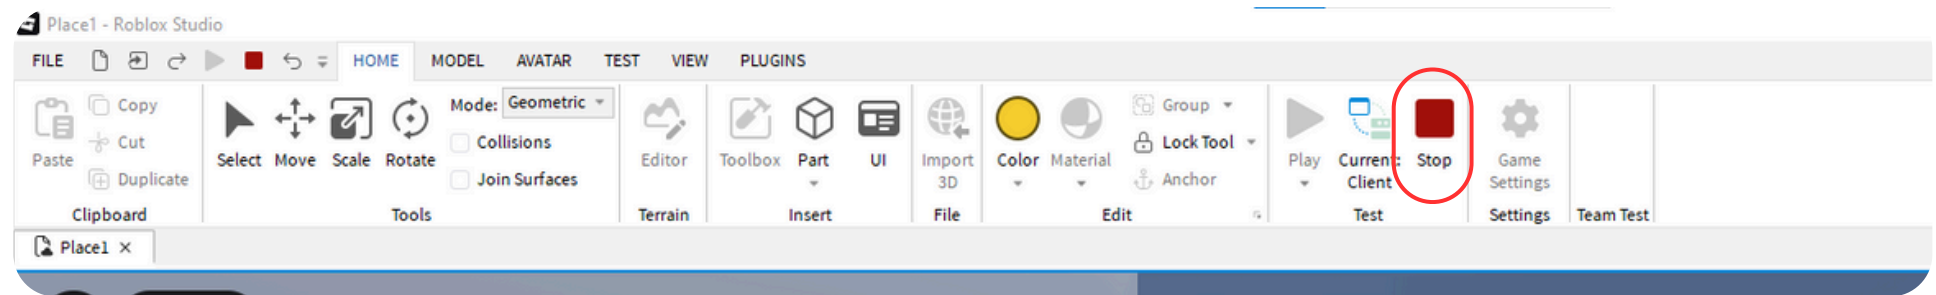 Place1 - Roblox Studio
FILE HOME MODEL AVATAR TEST VIEW PLUGINS
Paste
Copy
Cut
Duplicate
Clipboard
Select Move Scale Rotate
Mode: Geometric
Collisions
Join Surfaces
Tools
Editor
Terrain
Toolbox Part UI
Insert
Import
3D
File
Color Material
Group
Lock Tool
Anchor
Edit
Play
Current:
Client
Stop
Test
Game
Settings
Settings
Team Test
Place1